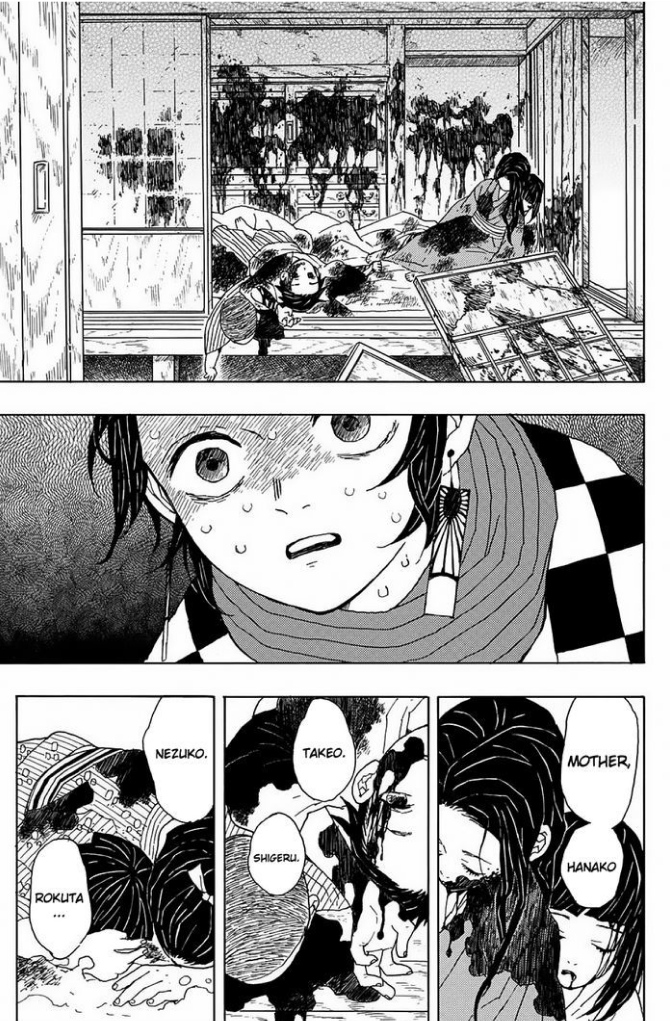 MOTHER,
HANAKO
TAKEO.
SHIGERU.
NEZUKO.
ROKUTA
...